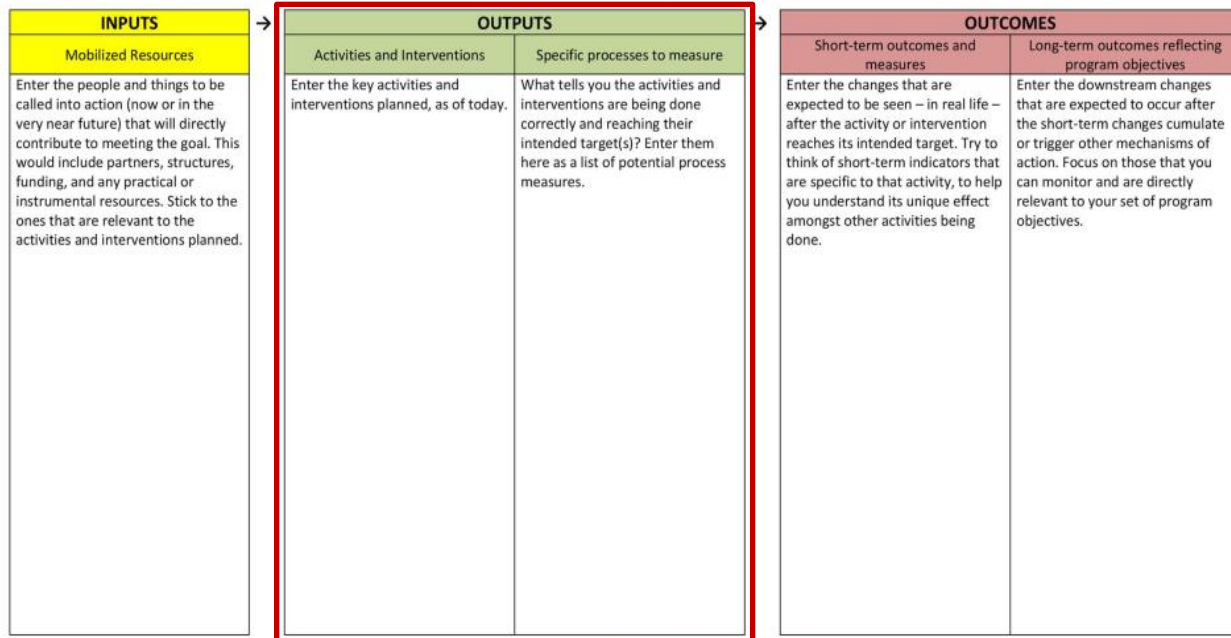 INPUTS
→
OUTPUTS
→
OUTCOMES
Mobilized Resources
Activities and Interventions
Specific processes to measure
Short-term outcomes and
measures
Long-term outcomes reflecting
program objectives
Enter the people and things to be
called into action (now or in the
very near future) that will directly
contribute to meeting the goal. This
would include partners, structures,
funding, and any practical or
instrumental resources. Stick to the
ones that are relevant to the
activities and interventions planned.
Enter the key activities and
interventions planned, as of today.
What tells you the activities and
interventions are being done
correctly and reaching their
intended target(s)? Enter them
here as a list of potential process
measures.
Enter the changes that are
expected to be seen – in real life –
after the activity or intervention
reaches its intended target. Try to
think of short-term indicators that
are specific to that activity, to help
you understand its unique effect
amongst other activities being
done.
Enter the downstream changes
that are expected to occur after
the short-term changes cumulate
or trigger other mechanisms of
action. Focus on those that you
can monitor and are directly
relevant to your set of program
objectives.